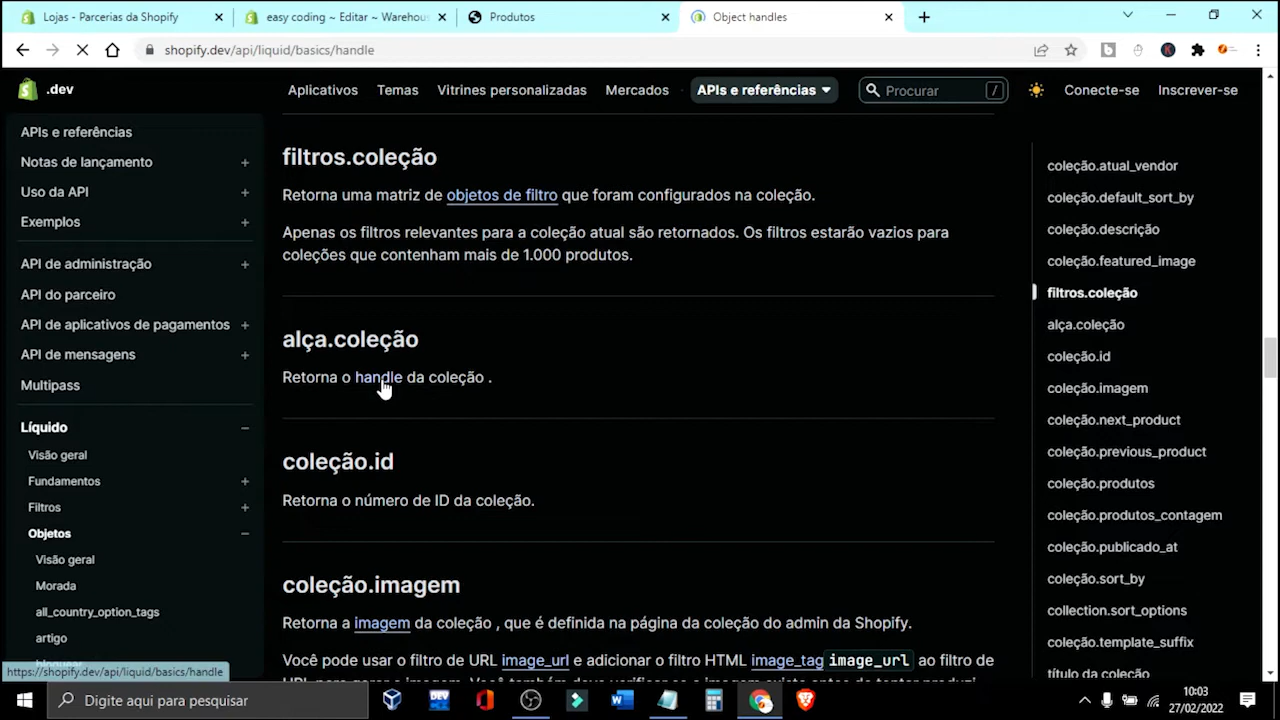 Lojas - Parcerias da Shopify
easy coding ~ Editar ~ Warehous
Produtos
Object handles
shopify.dev/api/liquid/basics/handle
.dev
Aplicativos
Temas
Vitrines personalizadas
Mercados
APIs e referências
Procurar
/
Conecte-se
Inscrever-se
APIs e referências
Notas de lançamento
Uso da API
Exemplos
API de administração
API do parceiro
API de aplicativos de pagamentos
API de mensagens
Multipass
Líquido
Visão geral
Fundamentos
Filtros
Objetos
Visão geral
Morada
all_country_option_tags
artigo
https://shopify.dev/api/liquid/basics/handle
filtros.coleção
Retorna uma matriz de objetos de filtro que foram configurados na coleção.
Apenas os filtros relevantes para a coleção atual são retornados. Os filtros estarão vazios para
coleções que contenham mais de 1.000 produtos.
alça.coleção
Retorna o handle da coleção .
coleção.id
Retorna o número de ID da coleção.
coleção.imagem
Retorna a imagem da coleção , que é definida na página da coleção do admin da Shopify.
Você pode usar o filtro de URL image_url e adicionar o filtro HTML image_tag image_url ao filtro de
coleção.atual_vendor
coleção.default_sort_by
coleção.descrição
coleção.featured_image
filtros.coleção
alça.coleção
coleção.id
coleção.imagem
coleção.next_product
coleção.previous_product
coleção.produtos
coleção.produtos_contagem
coleção.publicado_at
coleção.sort_by
collection.sort_options
coleção.template_suffix
título da coleção
Digite aqui para pesquisar
DEV
10:03
27/02/2022